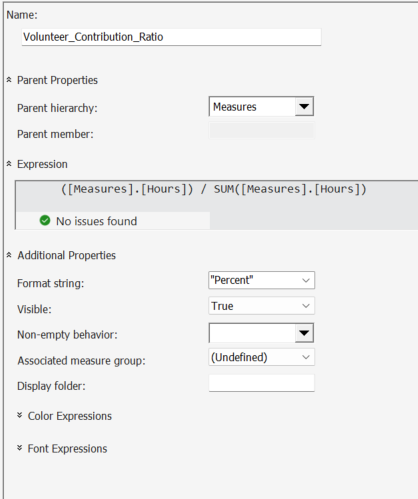 Name:
Volunteer_Contribution_Ratio
Parent Properties
Parent hierarchy: Measures
Parent member:
Expression
([Measures].[Hours]) / SUM([Measures].[Hours])
No issues found
Additional Properties
Format string: "Percent"
Visible: True
Non-empty behavior:
Associated measure group: (Undefined)
Display folder:
Color Expressions
Font Expressions